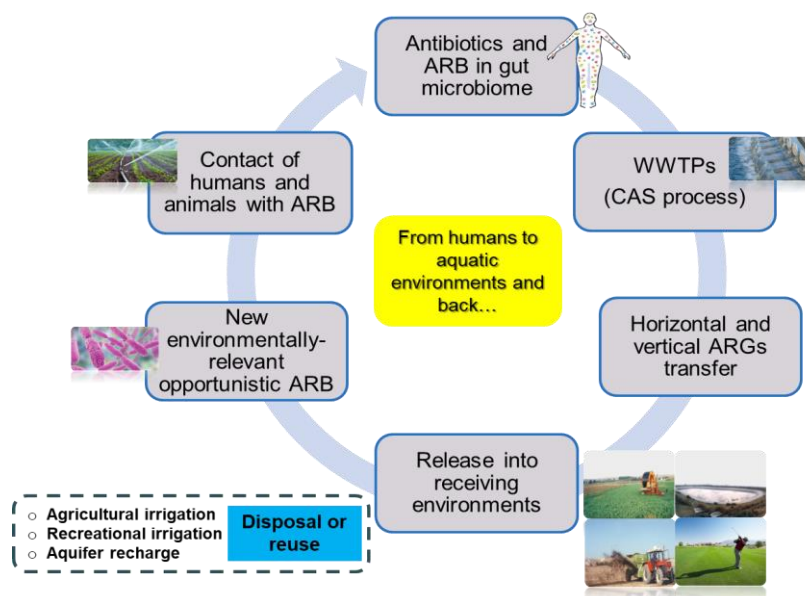 Antibiotics and
ARB in gut
microbiome
WWTPs
(CAS process)
Horizontal and
vertical ARGs
transfer
Release into
receiving
environments
New
environmentally-
relevant
opportunistic ARB
Contact of
humans and
animals with ARB
From humans to
aquatic
environments and
back…
Agricultural irrigation
Recreational irrigation
Aquifer recharge
Disposal or
reuse